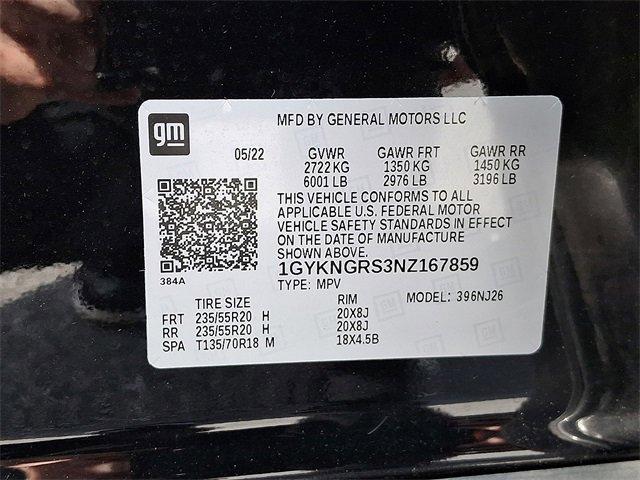 gm
MFD BY GENERAL MOTORS LLC
05/22 GVWR GAWR FRT GAWR RR
2722 KG 1350 KG 1450 KG
6001 LB 2976 LB 3196 LB
THIS VEHICLE CONFORMS TO ALL
APPLICABLE U.S. FEDERAL MOTOR
VEHICLE SAFETY STANDARDS IN EFFECT
ON THE DATE OF MANUFACTURE
SHOWN ABOVE.
1GYKNGRS3NZ167859
384A
TYPE: MPV
TIRE SIZE RIM MODEL: 396NJ26
FRT 235/55R20 H 20X8J
RR 235/55R20 H 20X8J
SPA T135/70R18 M 18X4.5B